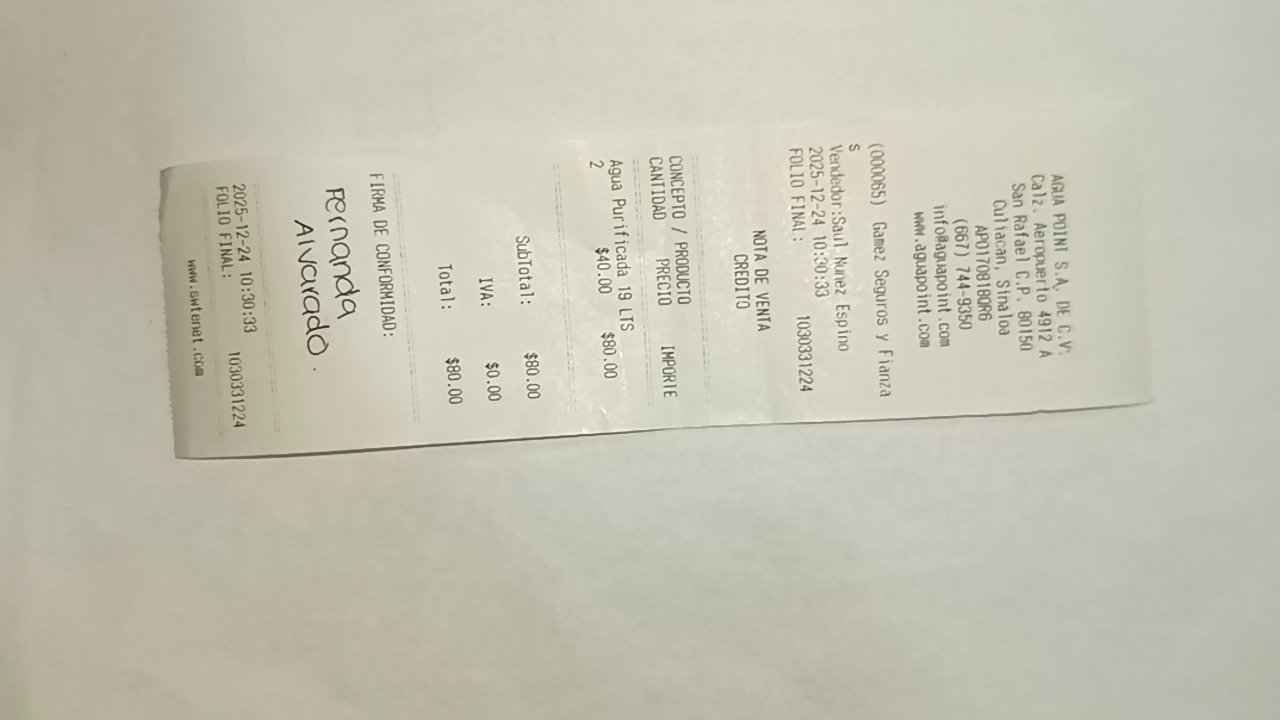 AGUA POINT S.A. DE C.V.
Calz. Aeropuerto 4912 A
San Rafael C.P. 80150
Culiacan, Sinaloa
APO170818QR6
(667) 744-9350
info@aguapoint.com
www.aguapoint.com
(000065) Gamez Seguros y Fianza
s
Vendedor:Saul Nunez Espino
2025-12-24 10:30:33
FOLIO FINAL: 1030331224
NOTA DE VENTA
CREDITO
CONCEPTO / PRODUCTO
CANTIDAD PRECIO IMPORTE
Agua Purificada 19 LTS
2 $40.00 $80.00
SubTotal: $80.00
IVA: $0.00
Total: $80.00
FIRMA DE CONFORMIDAD:
Fernanda
Alvarado.
2025-12-24 10:30:33
FOLIO FINAL: 1030331224
www.swtenet.com